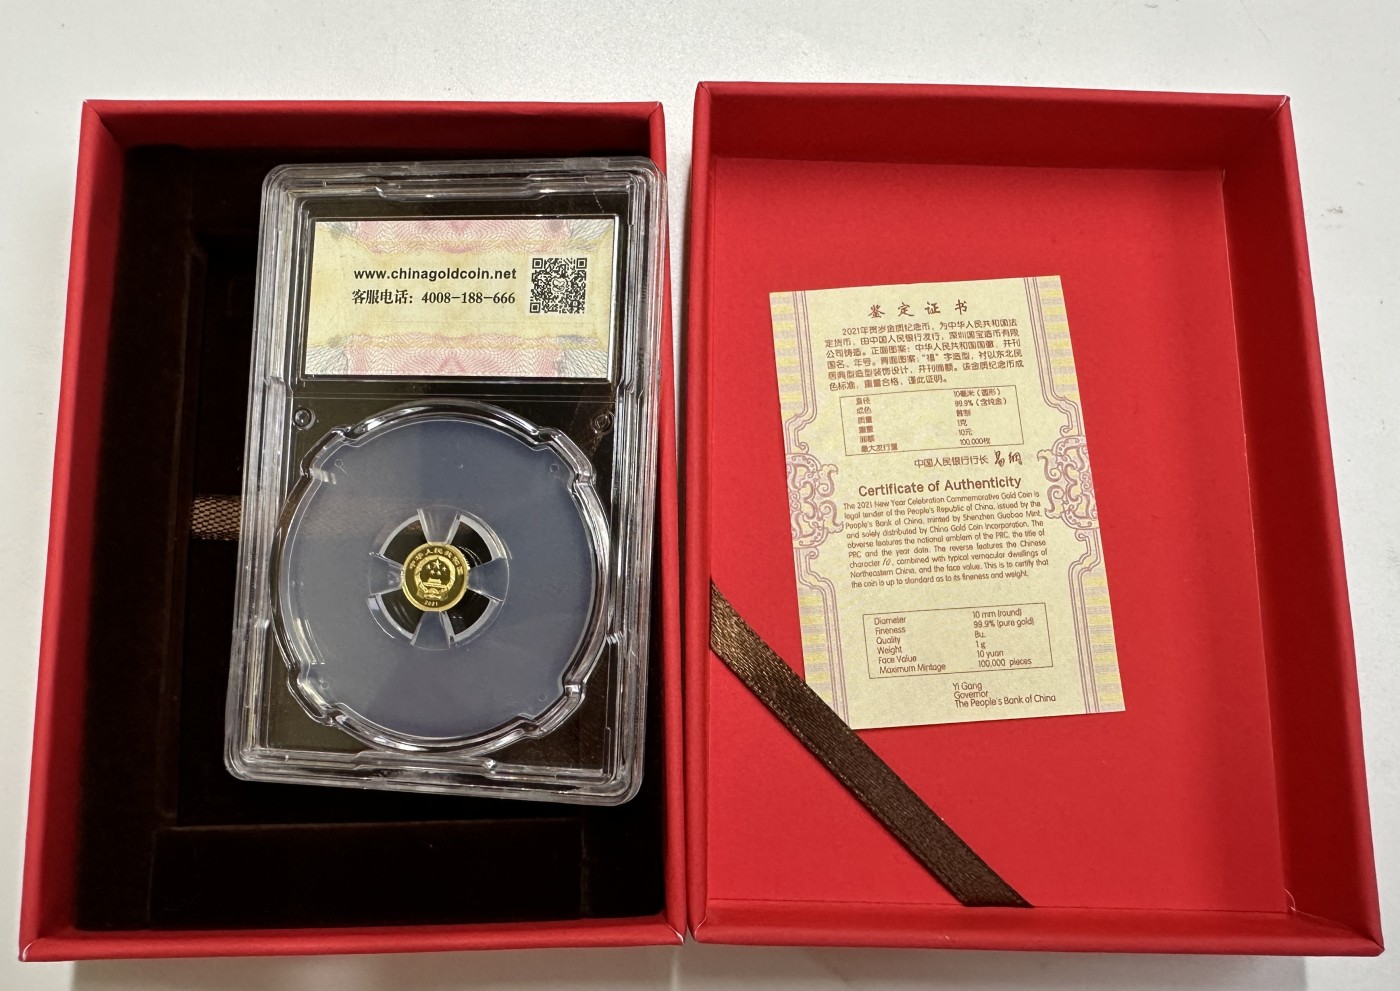 www.chinagoldcoin.net
客服电话：4008-188-666
中华人民共和国
2021
鉴定证书
2021年贺岁金质纪念币，为中华人民共和国法
定货币，由中国人民银行发行，深圳国宝造币有限
公司铸造。正面图案：中华人民共和国国徽，并刊
国名、年号。背面图案："福"字造型，衬以东北民
居典型造型装饰设计，并刊面额。该金质纪念币成
色标准，重量合格，谨此证明。
直径 10毫米（圆形）
成色 99.9%（含纯金）
质量 普制
重量 1克
面额 10元
最大发行量 100,000枚
中国人民银行行长 易纲
Certificate of Authenticity
The 2021 New Year Celebration Commemorative Gold Coin is
legal tender of the People's Republic of China, issued by the
People's Bank of China, minted by Shenzhen Guobao Mint,
and solely distributed by China Gold Coin Incorporation. The
obverse features the national emblem of the PRC, the title of
PRC and the year date. The reverse features the Chinese
character fú, combined with typical vernacular dwellings of
Northeastern China, and the face value. This is to certify that
the coin is up to standard as to its fineness and weight.
Diameter 10 mm (round)
Fineness 99.9% (pure gold)
Quality Bu.
Weight 1 g
Face Value 10 yuan
Maximum Mintage 100,000 pieces
Yi Gang
Governor
The People's Bank of China